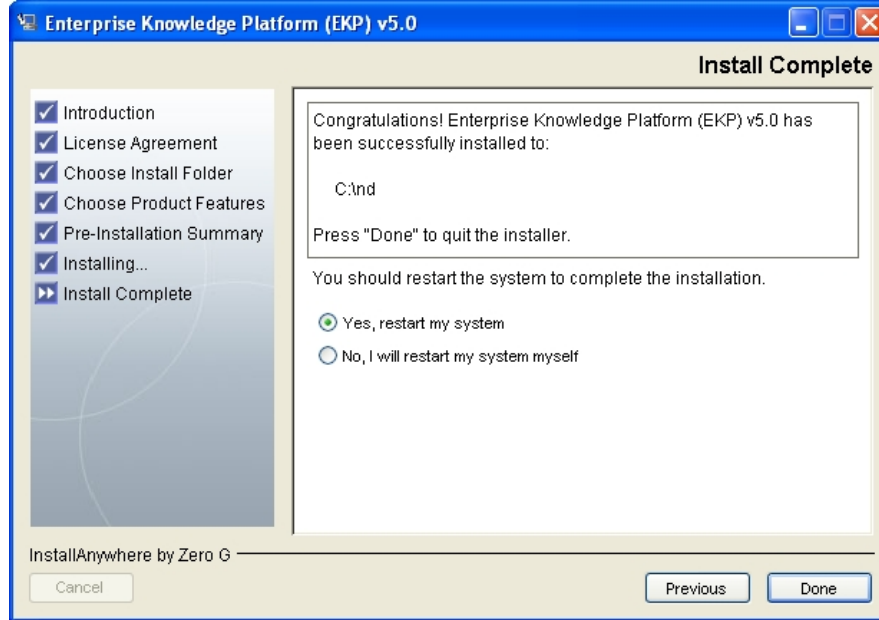 Enterprise Knowledge Platform (EKP) v5.0
Install Complete
Introduction
License Agreement
Choose Install Folder
Choose Product Features
Pre-Installation Summary
Installing...
Install Complete
Congratulations! Enterprise Knowledge Platform (EKP) v5.0 has
been successfully installed to:
C:\nd
Press "Done" to quit the installer.
You should restart the system to complete the installation.
Yes, restart my system
No, I will restart my system myself
InstallAnywhere by Zero G
Cancel
Previous
Done